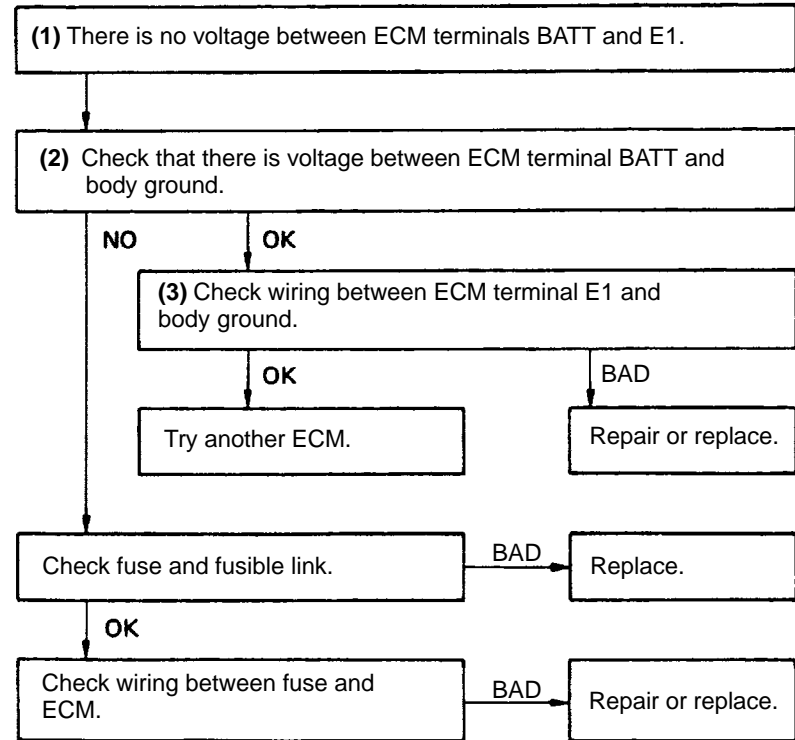 (1) There is no voltage between ECM terminals BATT and E1.
(2) Check that there is voltage between ECM terminal BATT and
body ground.
NO
OK
(3) Check wiring between ECM terminal E1 and
body ground.
OK
BAD
Try another ECM.
Repair or replace.
Check fuse and fusible link.
BAD
Replace.
OK
Check wiring between fuse and
ECM.
BAD
Repair or replace.